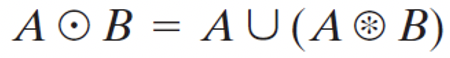 A ⊙ B = A ∪ (A ⊛ B)